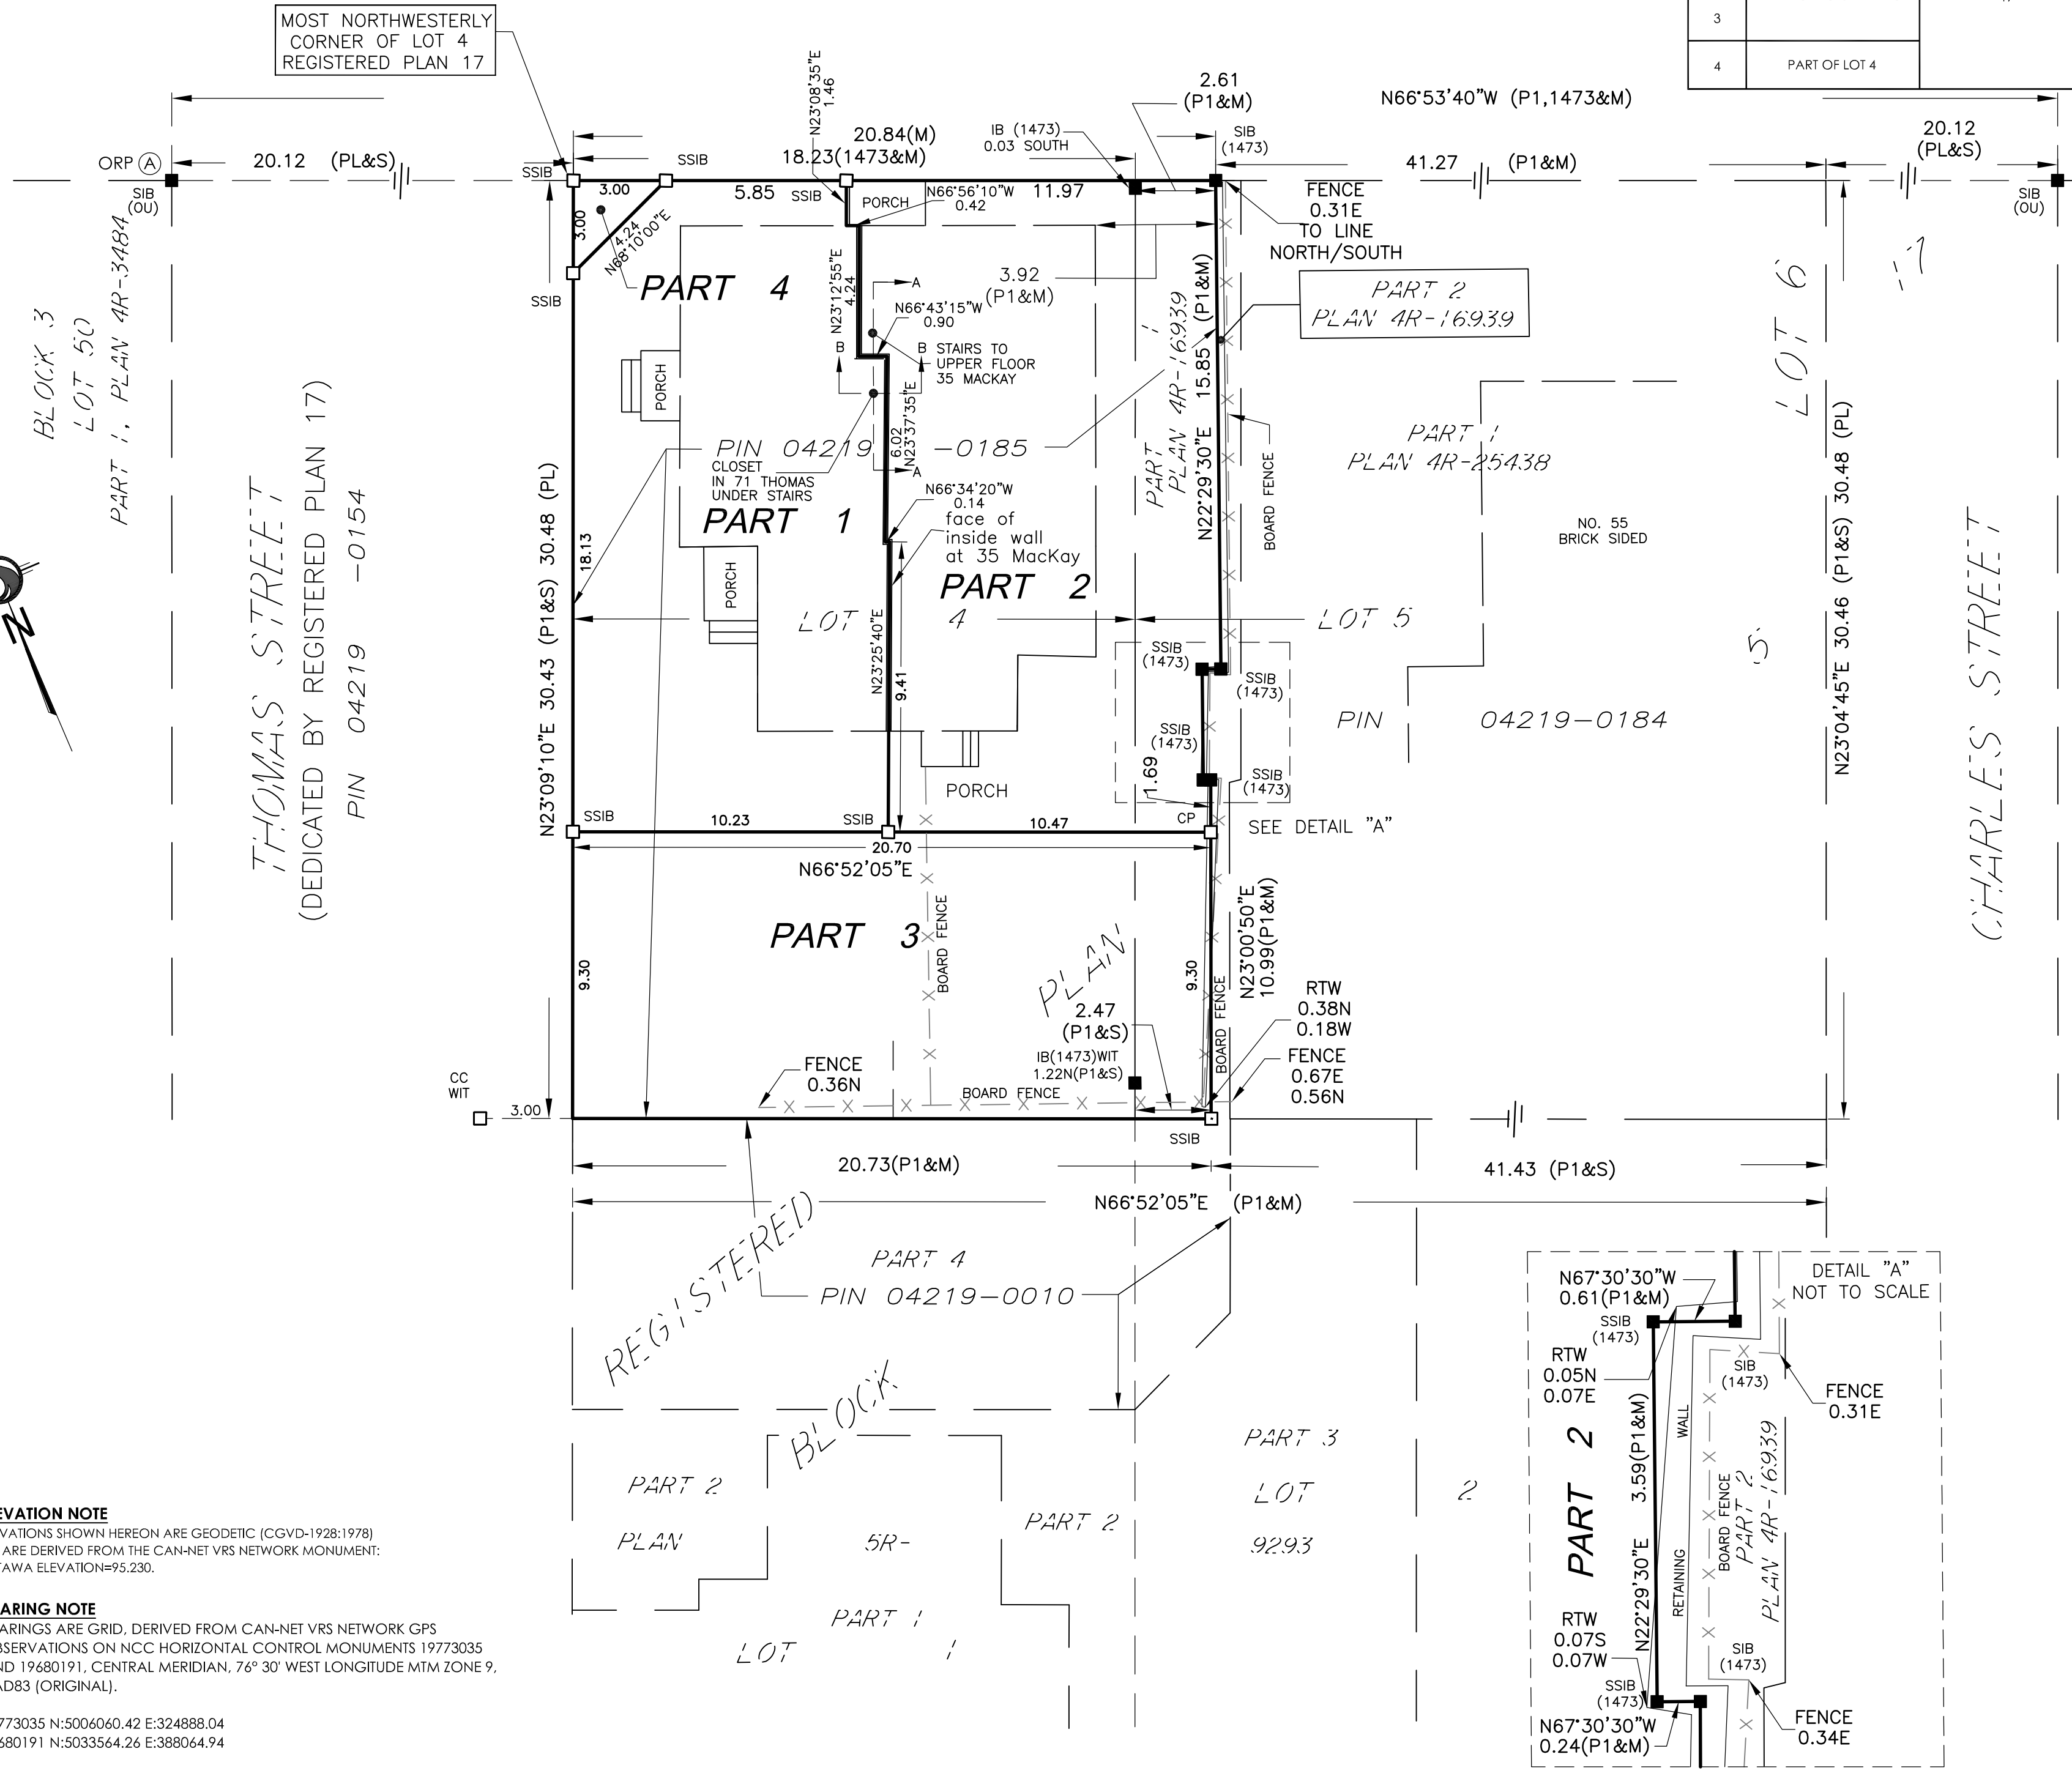 MOST NORTHWESTERLY
CORNER OF LOT 4
REGISTERED PLAN 17
3
4
PART OF LOT 4
N23°08'35"E
1.46
2.61
(P1&M)
N66°53'40"W (P1,1473&M)
20.84(M)
18.23(1473&M)
IB (1473)
0.03 SOUTH
SIB
(1473)
20.12
(PL&S)
ORP A
20.12 (PL&S)
SSIB
SSIB
41.27 (P1&M)
SIB
(OU)
3.00
5.85
SSIB
PORCH
N66°56'10"W
0.42
11.97
FENCE
0.31E
TO LINE
NORTH/SOUTH
SIB
(OU)
3.00
4.24
N68°10'00"E
SSIB
PART 4
N23°12'55"E
4.24
A
3.92
(P1&M)
N66°43'15"W
0.90
B
B
STAIRS TO
UPPER FLOOR
35 MACKAY
PART 2
PLAN 4R-16939
PART 1
PLAN 4R-16939
N22°29'30"E 15.85 (P1&M)
BLOCK 3
LOT 50
PART 1, PLAN 4R-3484
LOT 6
17
PORCH
PIN 04219 -0185
6.02
N23°37'35"E
CLOSET
IN 71 THOMAS
UNDER STAIRS
A
N66°34'20"W
0.14
face of
inside wall
at 35 MacKay
PART 1
PART 2
BOARD FENCE
PART 1
PLAN 4R-25438
NO. 55
BRICK SIDED
N23°04'45"E 30.46 (P1&S) 30.48 (PL)
CHARLES STREET
THOMAS STREET
(DEDICATED BY REGISTERED PLAN 17)
PIN 04219 -0154
N23°09'10"E 30.43 (P1&S) 30.48 (PL)
18.13
N
PORCH
LOT 4
LOT 5
5
N23°25'40"E
9.41
SSIB
(1473)
SSIB
(1473)
SSIB
(1473)
SSIB
(1473)
1.69
PIN 04219-0184
PORCH
SSIB
10.23
SSIB
10.47
CP
SEE DETAIL "A"
20.70
N66°52'05"E
PART 3
BOARD FENCE
9.30
9.30
N23°00'50"E
10.99(P1&M)
BOARD FENCE
PLAN
2.47
(P1&S)
IB(1473)WIT
1.22N(P1&S)
RTW
0.38N
0.18W
FENCE
0.67E
0.56N
FENCE
0.36N
BOARD FENCE
CC
WIT
3.00
SSIB
20.73(P1&M)
41.43 (P1&S)
N66°52'05"E (P1&M)
REGISTERED
PART 4
PIN 04219-0010
BLOCK
PART 2
PLAN
5R-
PART 2
PART 3
LOT
9293
2
PART 1
LOT 1
DETAIL "A"
NOT TO SCALE
N67°30'30"W
0.61(P1&M)
SSIB
(1473)
RTW
0.05N
0.07E
SIB
(1473)
FENCE
0.31E
PART 2
N22°29'30"E 3.59(P1&M)
RETAINING WALL
BOARD FENCE
PART 2
PLAN 4R-16939
RTW
0.07S
0.07W
SIB
(1473)
SSIB
(1473)
N67°30'30"W
0.24(P1&M)
FENCE
0.34E
EVATION NOTE
VATIONS SHOWN HEREON ARE GEODETIC (CGVD-1928:1978)
ARE DERIVED FROM THE CAN-NET VRS NETWORK MONUMENT:
TAWA ELEVATION=95.230.
ARING NOTE
ARINGS ARE GRID, DERIVED FROM CAN-NET VRS NETWORK GPS
BSERVATIONS ON NCC HORIZONTAL CONTROL MONUMENTS 19773035
ND 19680191, CENTRAL MERIDIAN, 76° 30' WEST LONGITUDE MTM ZONE 9,
AD83 (ORIGINAL).
773035 N:5006060.42 E:324888.04
680191 N:5033564.26 E:388064.94